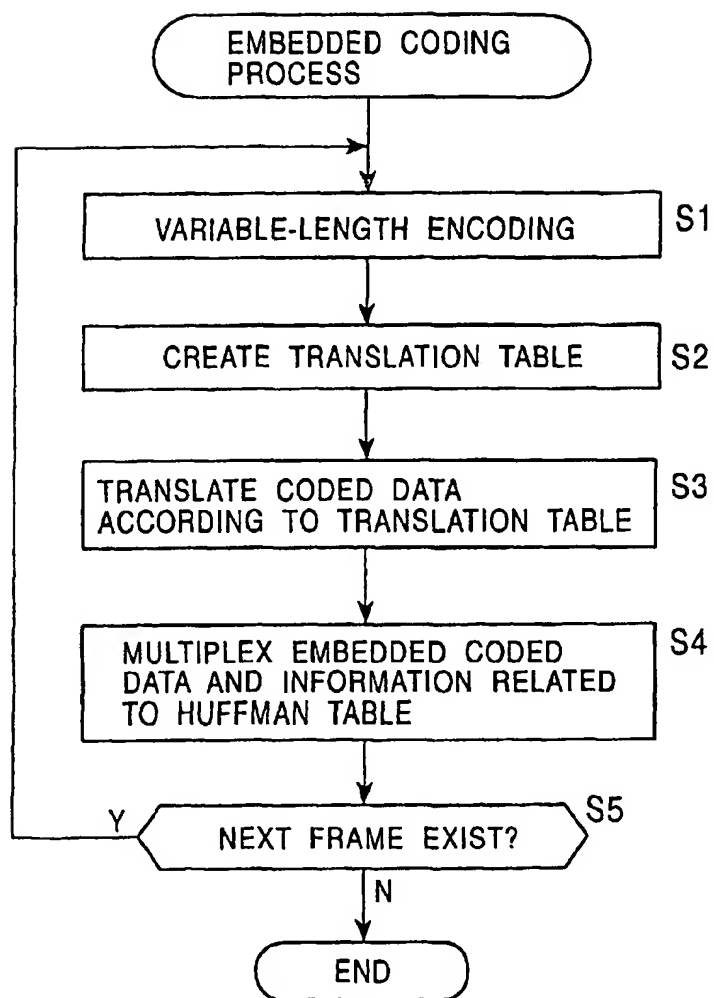 EMBEDDED CODING
PROCESS
VARIABLE-LENGTH ENCODING
S1
CREATE TRANSLATION TABLE
S2
TRANSLATE CODED DATA
ACCORDING TO TRANSLATION TABLE
S3
MULTIPLEX EMBEDDED CODED
DATA AND INFORMATION RELATED
TO HUFFMAN TABLE
S4
Y
NEXT FRAME EXIST?
S5
N
END